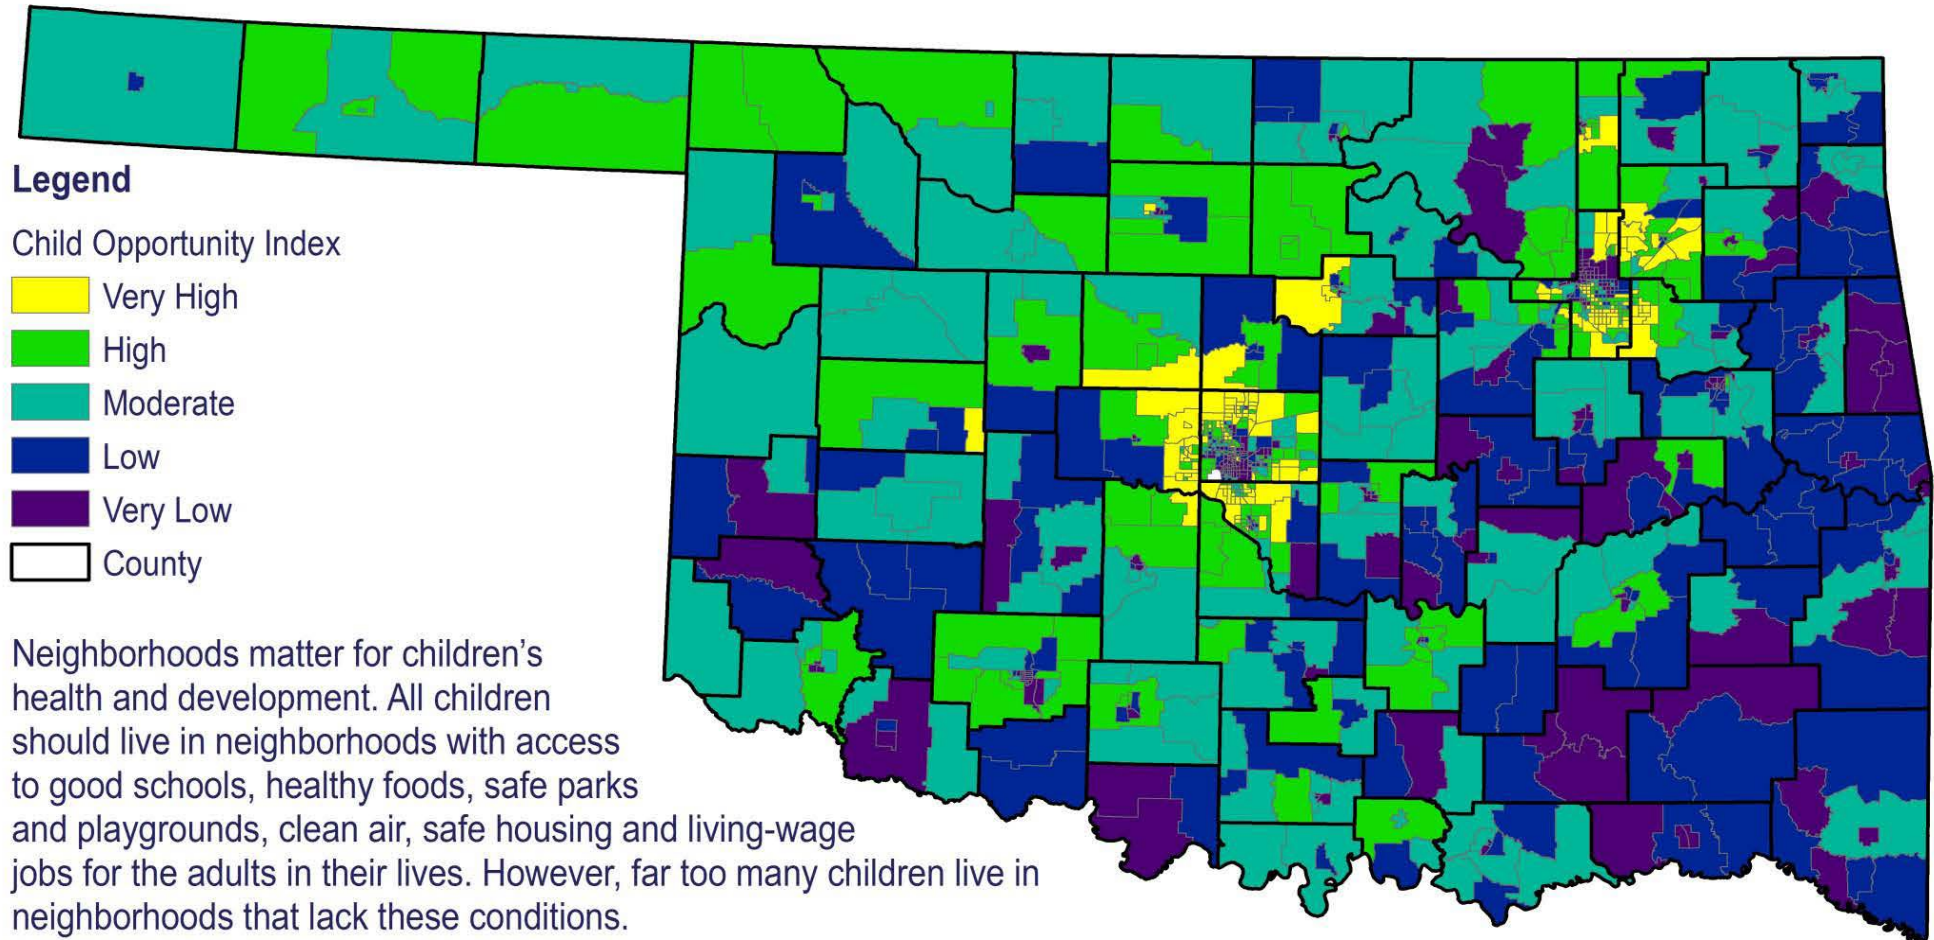 Legend
Child Opportunity Index
Very High
High
Moderate
Low
Very Low
County
Neighborhoods matter for children's
health and development. All children
should live in neighborhoods with access
to good schools, healthy foods, safe parks
and playgrounds, clean air, safe housing and living-wage
jobs for the adults in their lives. However, far too many children live in
neighborhoods that lack these conditions.